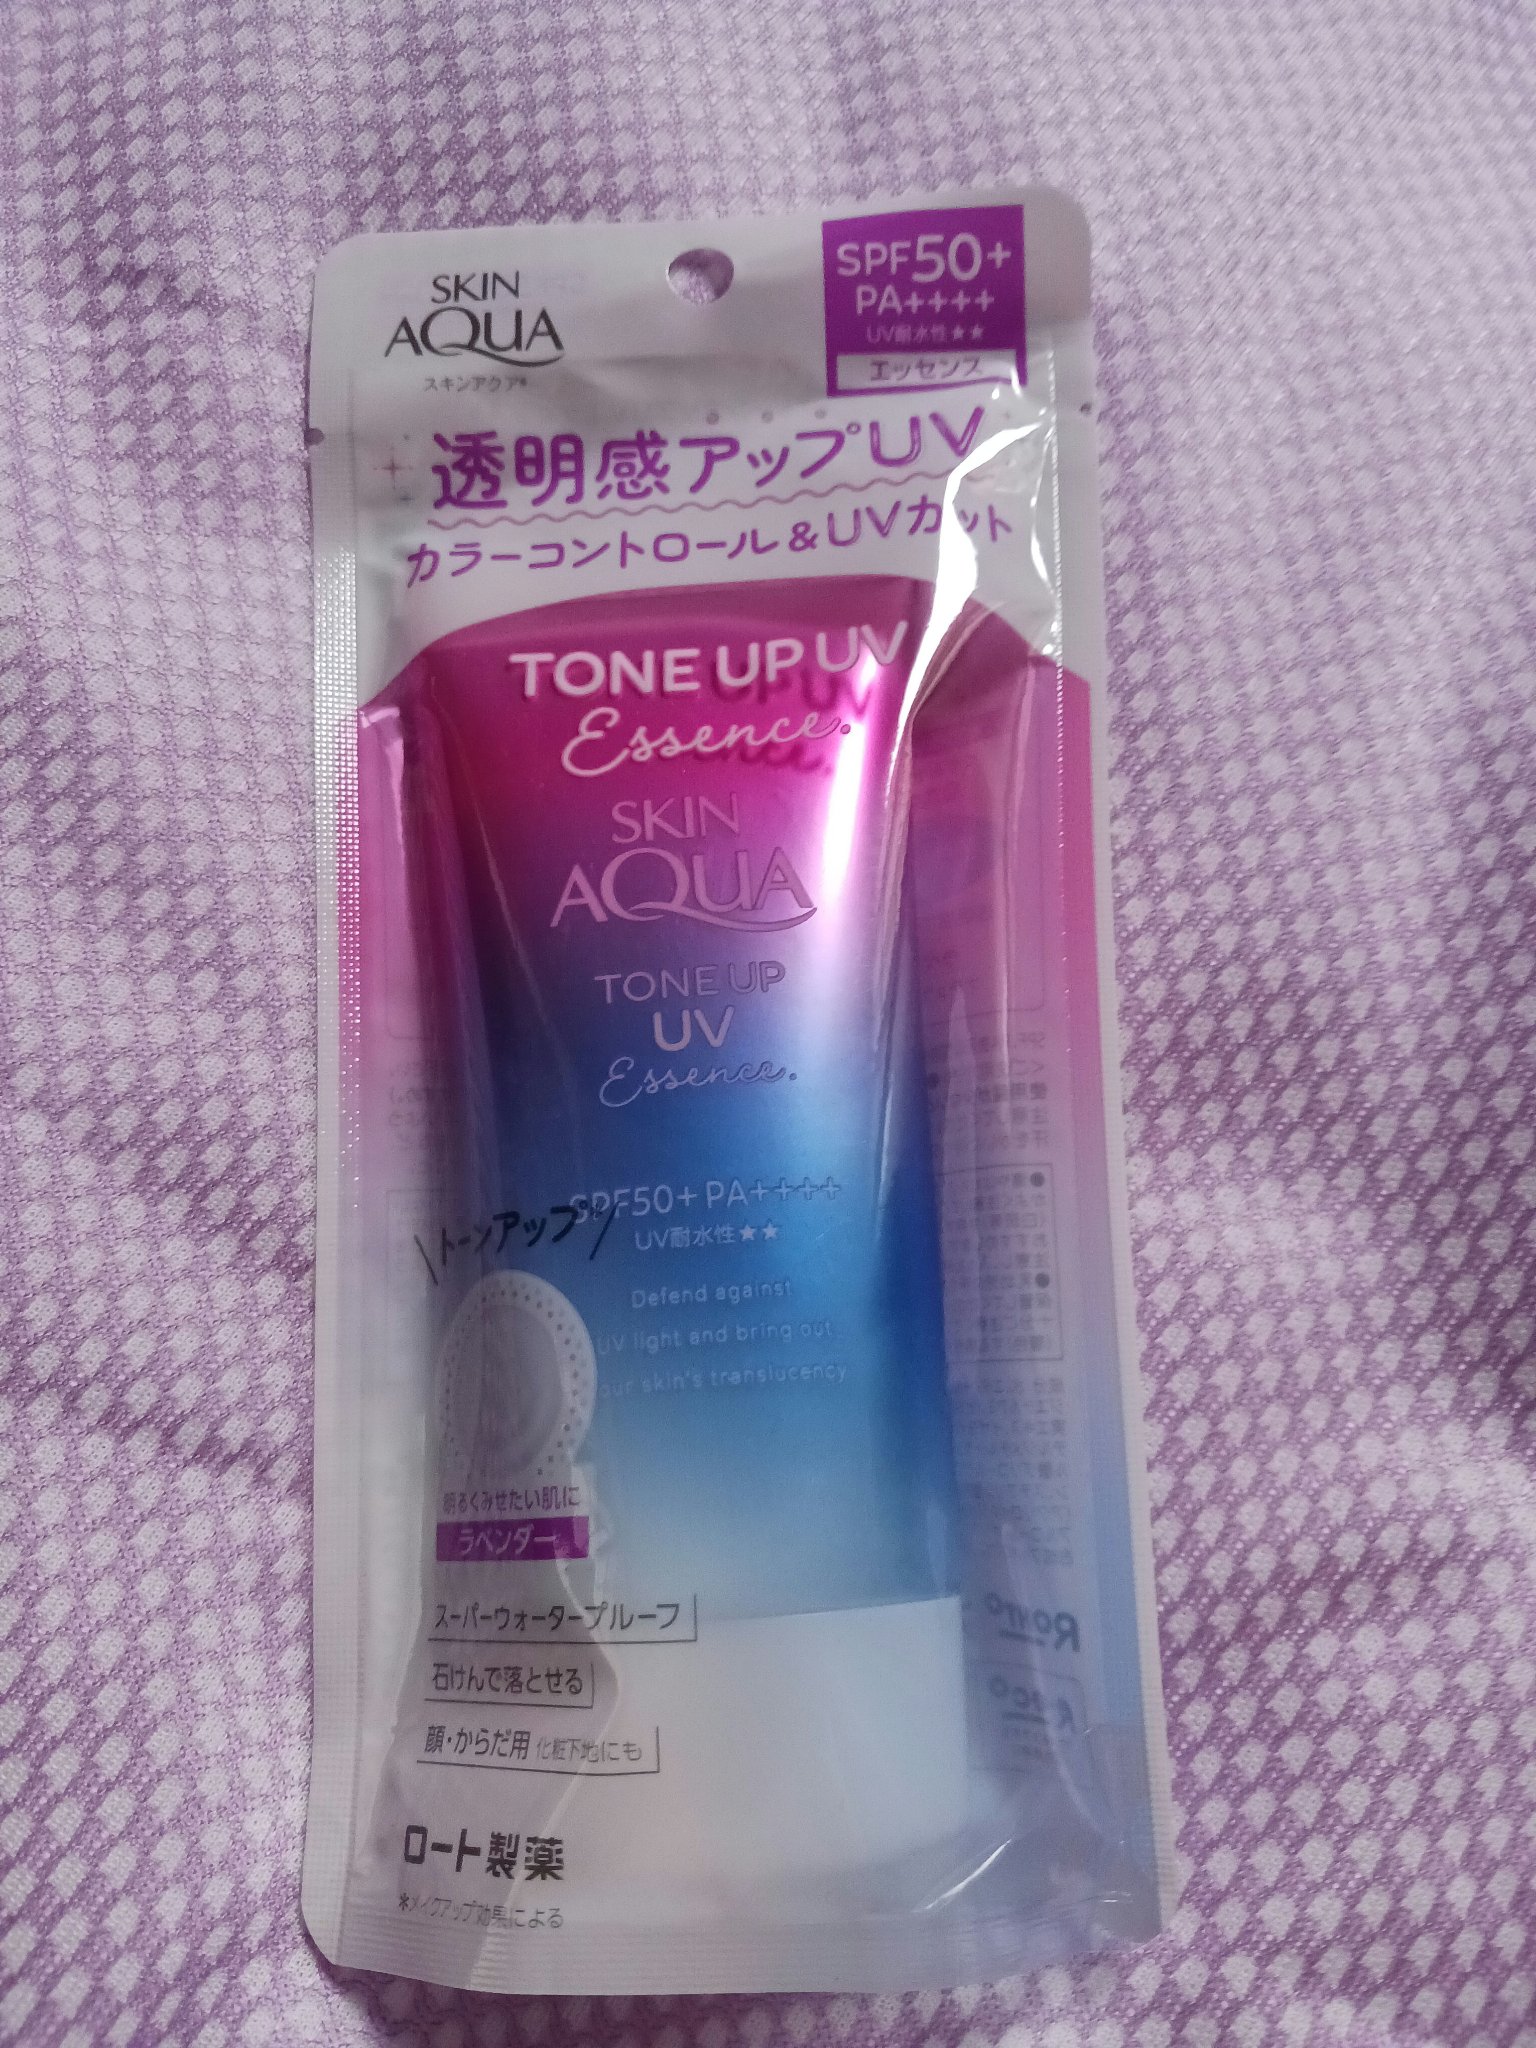 SKIN
AQUA
スキンアクア®
SPF50+
PA++++
UV耐水性★★
エッセンス
透明感アップUV
カラーコントロール&UVカット
TONE UP UV
Essence.
SKIN
AQUA
TONE UP
UV
Essence.
SPF50+ PA++++
UV耐水性★★
\トーンアップ*/
Defend against
UV light and bring out
our skin's translucency
明るくみせたい肌に
ラベンダー
スーパーウォータープルーフ
石けんで落とせる
顔・からだ用 化粧下地にも
ロート製薬
*メイクアップ効果による